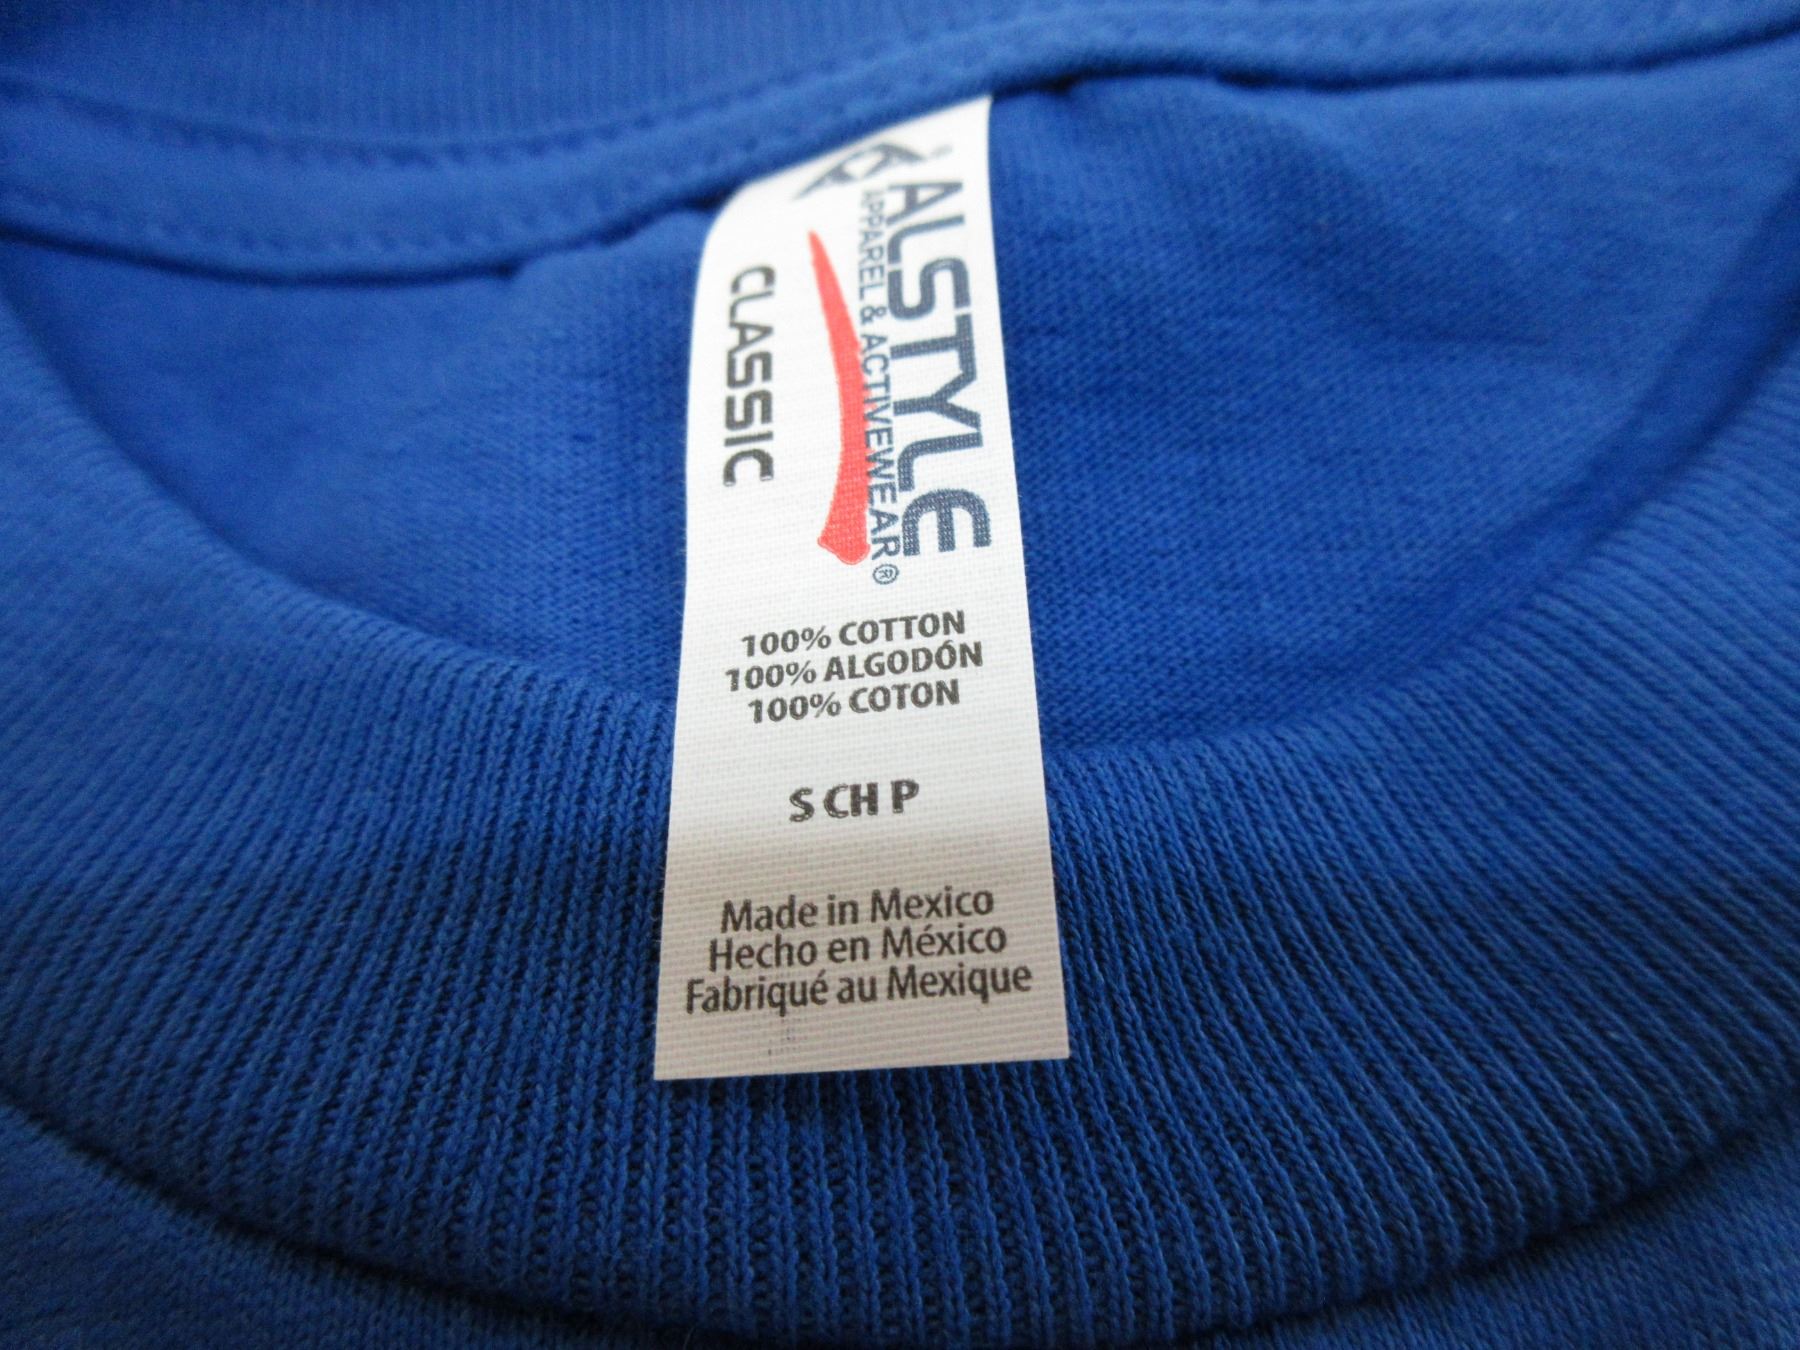 ALSTYLE
APPAREL & ACTIVEWEAR®
CLASSIC
100% COTTON
100% ALGODÓN
100% COTON
S CH P
Made in Mexico
Hecho en México
Fabriqué au Mexique